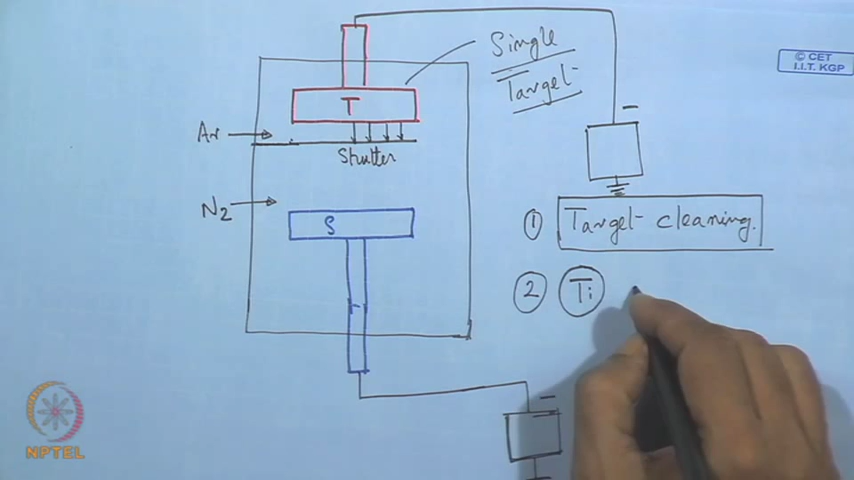 Single
Target
© CET
I.I.T. KGP
T
Ar
Shutter
N2
S
① Target cleaning.
② Ti
NPTEL